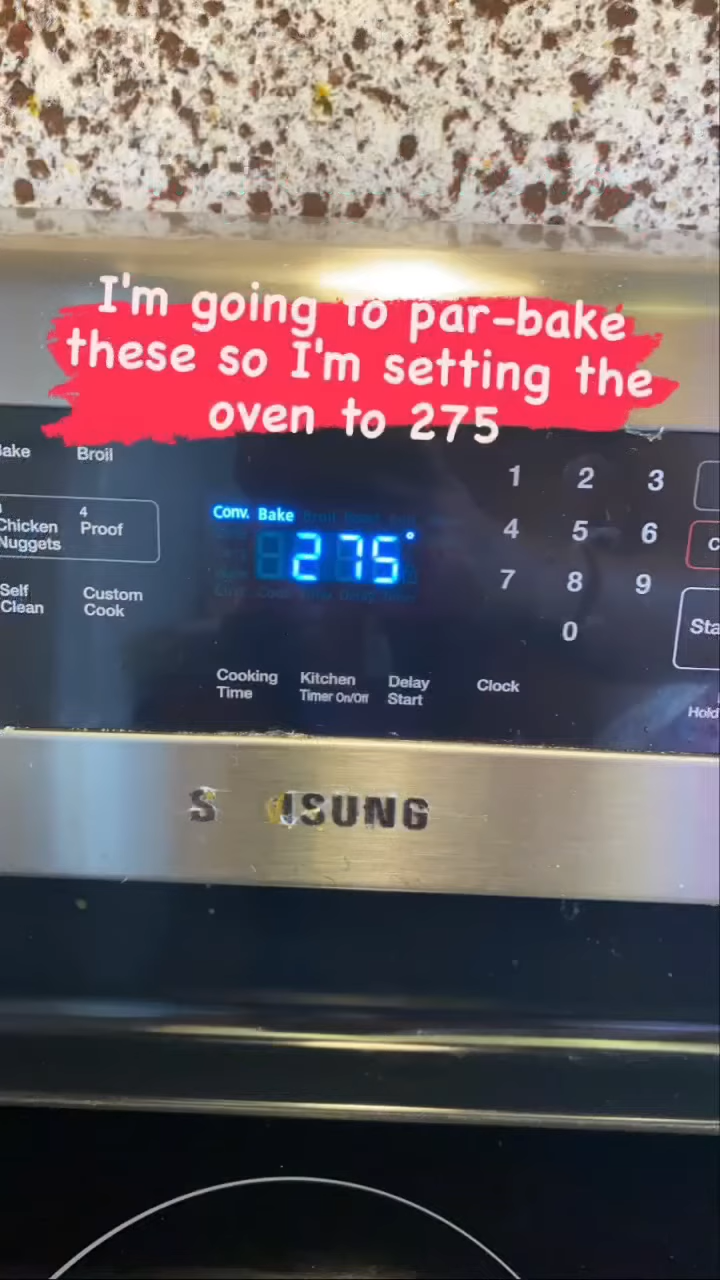 I'm going to par-bake
these so I'm setting the
oven to 275
Broil
1 2 3
Chicken
Nuggets
4
Proof
Conv. Bake
275°
4 5 6
7 8 9
0
Self
Clean
Custom
Cook
Cooking
Time
Kitchen
Timer On/Off
Delay
Start
Clock
Hold
S SUNG